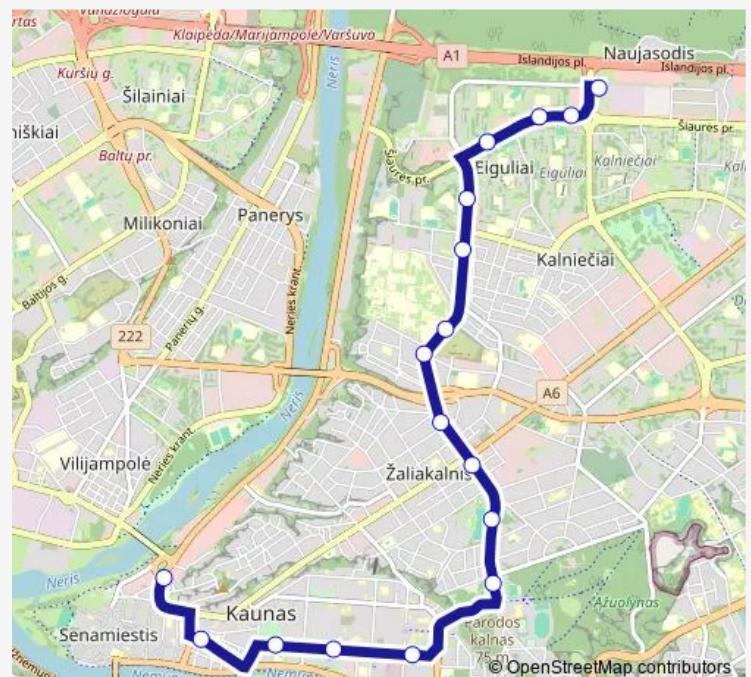 Klaipėda/Marijampolė/Varšuva
Neris
A1
Islandijos pl.
Naujasodis
Islandijos pl.
Kuršių g.
Šilainiai
Šiaurės pr.
Šiaurės pr.
Baltų pr.
Eiguliai
Eiguliai
Kalniečiai
Milikoniai
Panerys
Kalniečiai
Baltijos g.
Panerių g.
Neries krant.
222
Neris
A6
Vilijampolė
Neries krant.
Žaliakalnis
Neris
Ąžuolynas
Kaunas
Senamiestis
Parodos
kalnas
75 m
© OpenStreetMap contributors